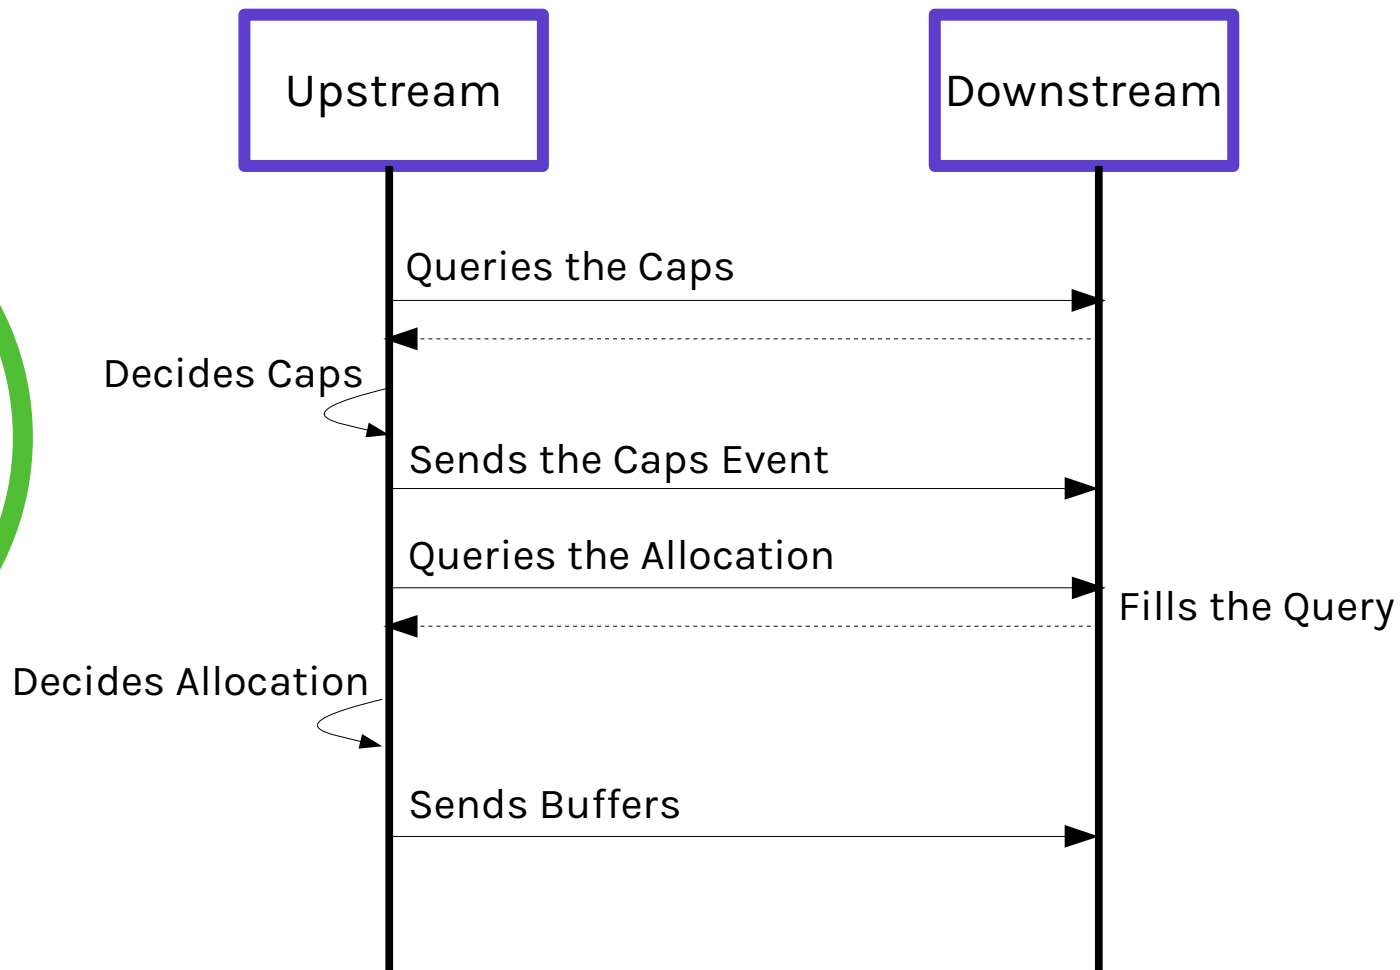 Upstream
Downstream
Queries the Caps
Decides Caps
Sends the Caps Event
Queries the Allocation
Fills the Query
Decides Allocation
Sends Buffers